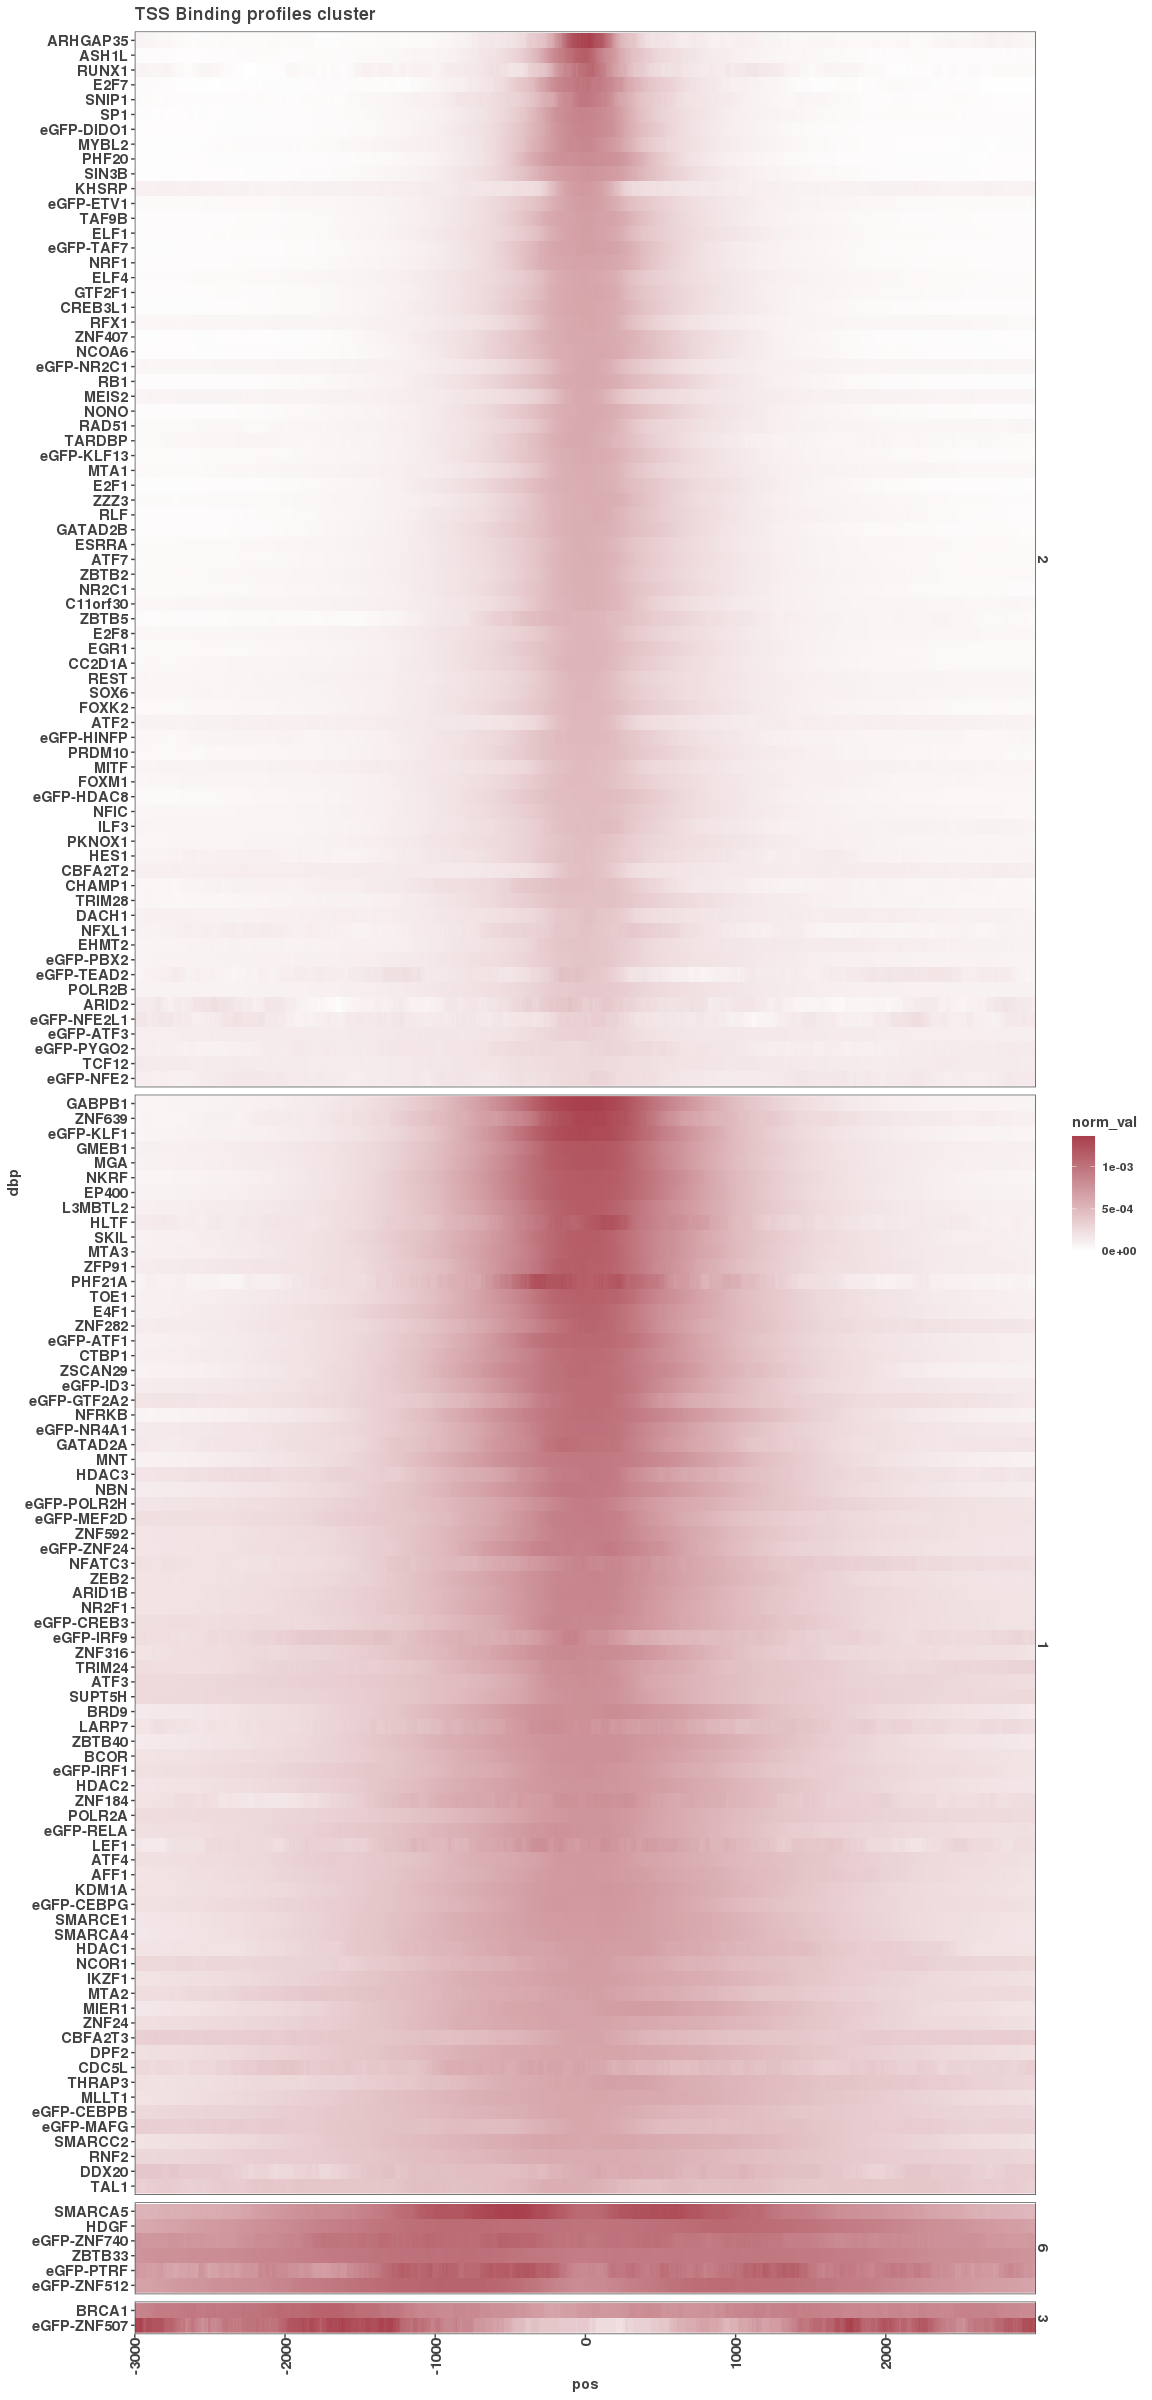 TSS Binding profiles cluster
ARHGAP35
ASH1L
RUNX1
E2F7
SNIP1
SP1
eGFP-DIDO1
MYBL2
PHF20
SIN3B
KHSRP
eGFP-ETV1
TAF9B
ELF1
eGFP-TAF7
NRF1
ELF4
GTF2F1
CREB3L1
RFX1
ZNF407
NCOA6
eGFP-NR2C1
RB1
MEIS2
NONO
RAD51
TARDBP
eGFP-KLF13
MTA1
E2F1
ZZZ3
RLF
GATAD2B
ESRRA
ATF7
ZBTB2
NR2C1
C11orf30
ZBTB5
E2F8
EGR1
CC2D1A
REST
SOX6
FOXK2
ATF2
eGFP-HINFP
PRDM10
MITF
FOXM1
eGFP-HDAC8
NFIC
ILF3
PKNOX1
HES1
CBFA2T2
CHAMP1
TRIM28
DACH1
NFXL1
EHMT2
eGFP-PBX2
eGFP-TEAD2
POLR2B
ARID2
eGFP-NFE2L1
eGFP-ATF3
eGFP-PYGO2
TCF12
eGFP-NFE2
2
GABPB1
ZNF639
eGFP-KLF1
GMEB1
MGA
NKRF
EP400
L3MBTL2
HLTF
SKIL
MTA3
ZFP91
PHF21A
TOE1
E4F1
ZNF282
eGFP-ATF1
CTBP1
ZSCAN29
eGFP-ID3
eGFP-GTF2A2
NFRKB
eGFP-NR4A1
GATAD2A
MNT
HDAC3
NBN
eGFP-POLR2H
eGFP-MEF2D
ZNF592
eGFP-ZNF24
NFATC3
ZEB2
ARID1B
NR2F1
eGFP-CREB3
eGFP-IRF9
ZNF316
TRIM24
ATF3
SUPT5H
BRD9
LARP7
ZBTB40
BCOR
eGFP-IRF1
HDAC2
ZNF184
POLR2A
eGFP-RELA
LEF1
ATF4
AFF1
KDM1A
eGFP-CEBPG
SMARCE1
SMARCA4
HDAC1
NCOR1
IKZF1
MTA2
MIER1
ZNF24
CBFA2T3
DPF2
CDC5L
THRAP3
MLLT1
eGFP-CEBPB
eGFP-MAFG
SMARCC2
RNF2
DDX20
TAL1
1
SMARCA5
HDGF
eGFP-ZNF740
ZBTB33
eGFP-PTRF
eGFP-ZNF512
6
BRCA1
eGFP-ZNF507
3
-3000
-2000
-1000
0
1000
2000
pos
dbp
norm_val
1e-03
5e-04
0e+00